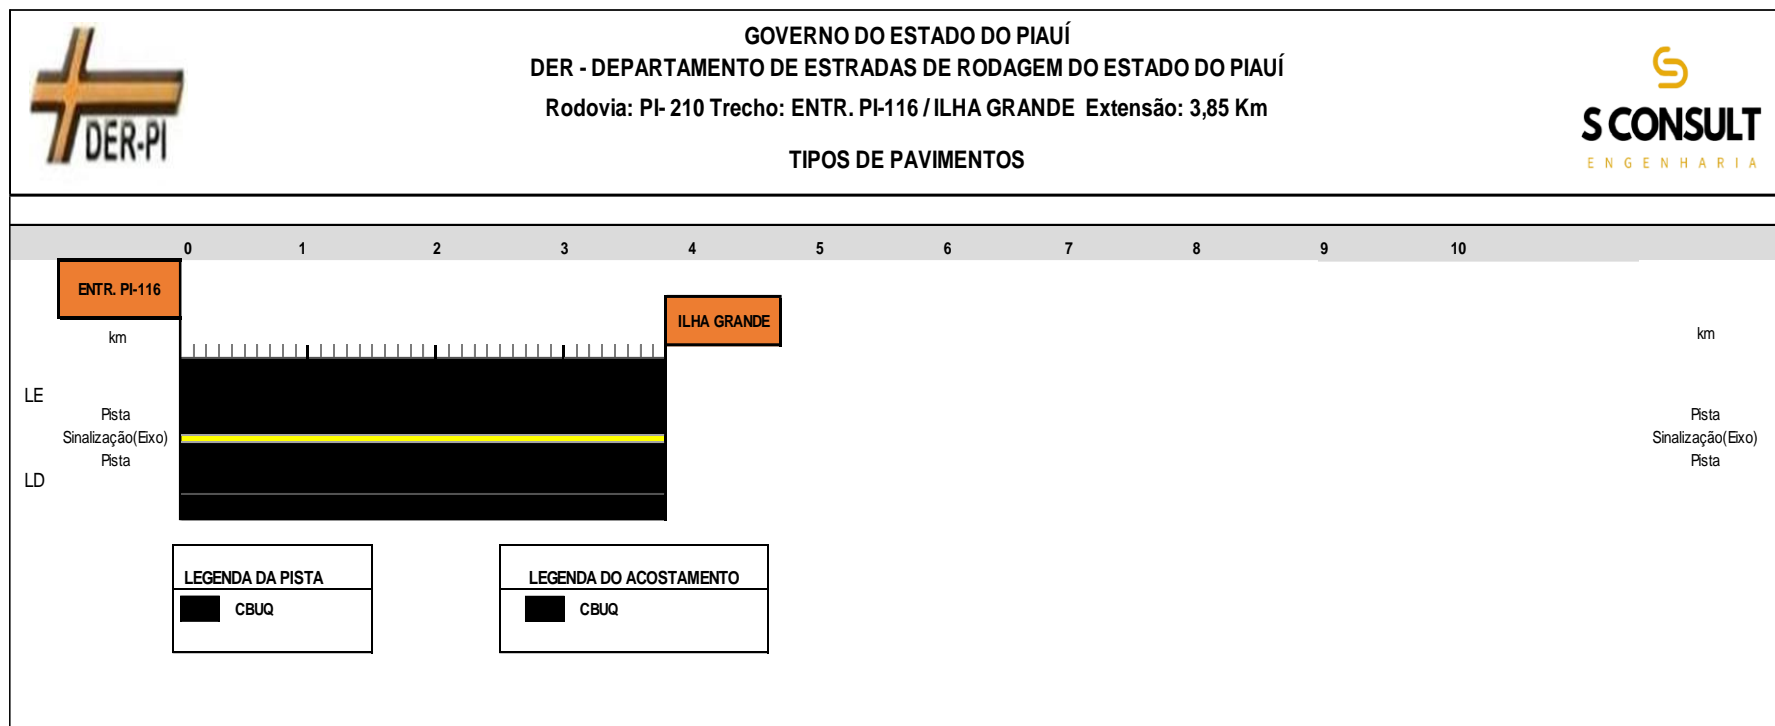 GOVERNO DO ESTADO DO PIAUÍ
DER - DEPARTAMENTO DE ESTRADAS DE RODAGEM DO ESTADO DO PIAUÍ
Rodovia: PI- 210 Trecho: ENTR. PI-116 / ILHA GRANDE Extensão: 3,85 Km
TIPOS DE PAVIMENTOS
DER-PI
S CONSULT
ENGENHARIA
0 1 2 3 4 5 6 7 8 9 10
ENTR. PI-116
ILHA GRANDE
km
km
LE
Pista
Sinalização(Eixo)
Pista
LD
Pista
Sinalização(Eixo)
Pista
LEGENDA DA PISTA
CBUQ
LEGENDA DO ACOSTAMENTO
CBUQ